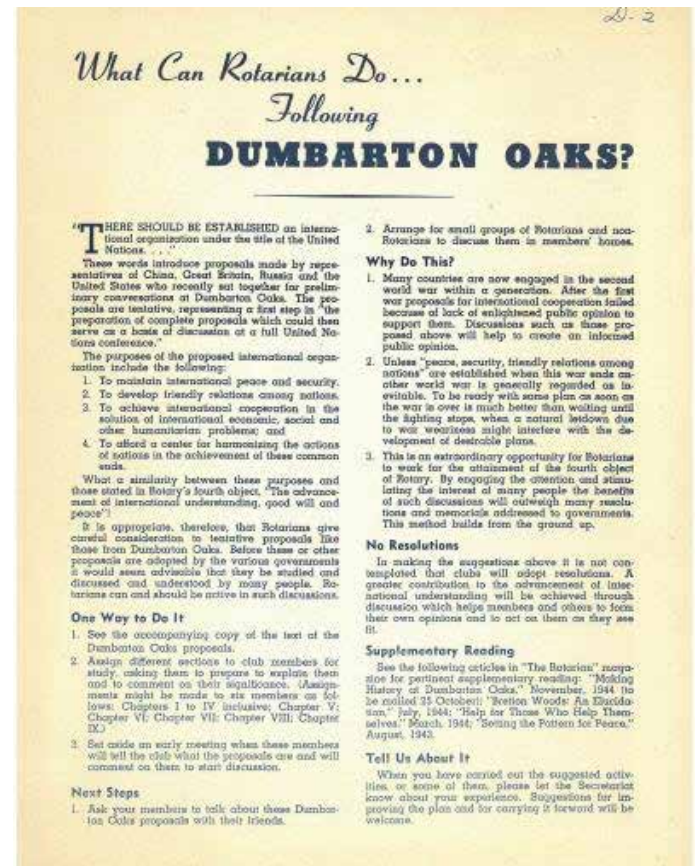 D-2
What Can Rotarians Do...
Following
DUMBARTON OAKS?
"THERE SHOULD BE ESTABLISHED an interna-
tional organization under the title of the United
Nations. . . ."
These words introduce proposals made by repre-
sentatives of China, Great Britain, Russia and the
United States who recently sat together for prelim-
inary conversations at Dumbarton Oaks. The pro-
posals are tentative, representing a first step in "the
preparation of complete proposals which could then
serve as a basis of discussion at a full United Na-
tions conference."
The purposes of the proposed international organ-
ization include the following:
1. To maintain international peace and security.
2. To develop friendly relations among nations.
3. To achieve international cooperation in the
solution of international economic, social and
other humanitarian problems; and
4. To afford a center for harmonizing the actions
of nations in the achievement of these common
ends.
What a similarity between these purposes and
those stated in Rotary's fourth object, "The advance-
ment of international understanding, good will and
peace"!
It is appropriate, therefore, that Rotarians give
careful consideration to tentative proposals like
those from Dumbarton Oaks. Before these or other
proposals are adopted by the various governments
it would seem advisable that they be studied and
discussed and understood by many people. Ro-
tarians can and should be active in such discussions.
One Way to Do It
1. See the accompanying copy of the text of the
Dumbarton Oaks proposals.
2. Assign different sections to club members for
study, asking them to prepare to explain them
and to comment on their significance. (Assign-
ments might be made to six members as fol-
lows: Chapters I to IV inclusive; Chapter V;
Chapter VI; Chapter VII; Chapter VIII; Chapter
IX.)
3. Set aside an early meeting when these members
will tell the club what the proposals are and will
comment on them to start discussion.
Next Steps
1. Ask your members to talk about these Dumbar-
ton Oaks proposals with their friends.
2. Arrange for small groups of Rotarians and non-
Rotarians to discuss them in members' homes.
Why Do This?
1. Many countries are now engaged in the second
world war within a generation. After the first
war proposals for international cooperation failed
because of lack of enlightened public opinion to
support them. Discussions such as those pro-
posed above will help to create an informed
public opinion.
2. Unless "peace, security, friendly relations among
nations" are established when this war ends an-
other world war is generally regarded as in-
evitable. To be ready with some plan as soon as
the war is over is much better than waiting until
the fighting stops, when a natural letdown due
to war weariness might interfere with the de-
velopment of desirable plans.
3. This is an extraordinary opportunity for Rotarians
to work for the attainment of the fourth object
of Rotary. By engaging the attention and stimu-
lating the interest of many people the benefits
of such discussions will outweigh many resolu-
tions and memorials addressed to governments.
This method builds from the ground up.
No Resolutions
In making the suggestions above it is not con-
templated that clubs will adopt resolutions. A
greater contribution to the advancement of inter-
national understanding will be achieved through
discussion which helps members and others to form
their own opinions and to act on them as they see
fit.
Supplementary Reading
See the following articles in "The Rotarian" maga-
zine for pertinent supplementary reading: "Making
History at Dumbarton Oaks," November, 1944 (to
be mailed 25 October); "Bretton Woods: An Elucida-
tion," July, 1944; "Help for Those Who Help Them-
selves," March, 1944; "Setting the Pattern for Peace,"
August, 1943.
Tell Us About It
When you have carried out the suggested activ-
ities, or some of them, please let the Secretariat
know about your experience. Suggestions for im-
proving the plan and for carrying it forward will be
welcome.